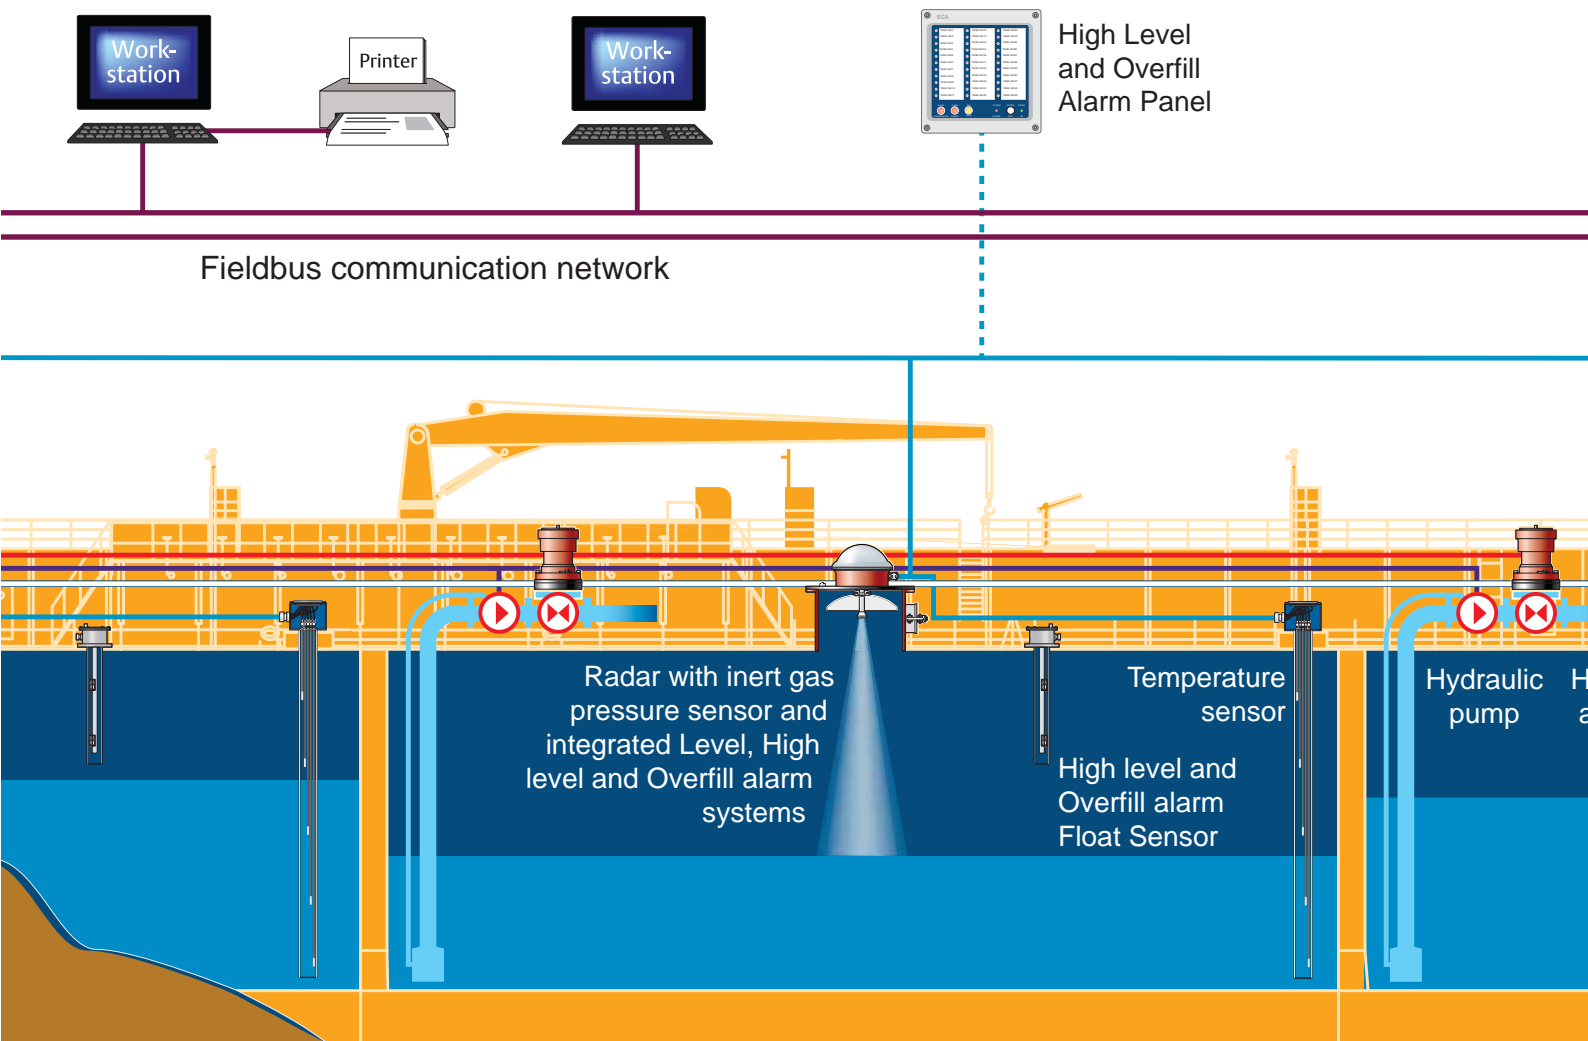 Work-
station
Printer
Work-
station
High Level
and Overfill
Alarm Panel
Fieldbus communication network
Radar with inert gas
pressure sensor and
integrated Level, High
level and Overfill alarm
systems
Temperature
sensor
High level and
Overfill alarm
Float Sensor
Hydraulic
pump
H
a